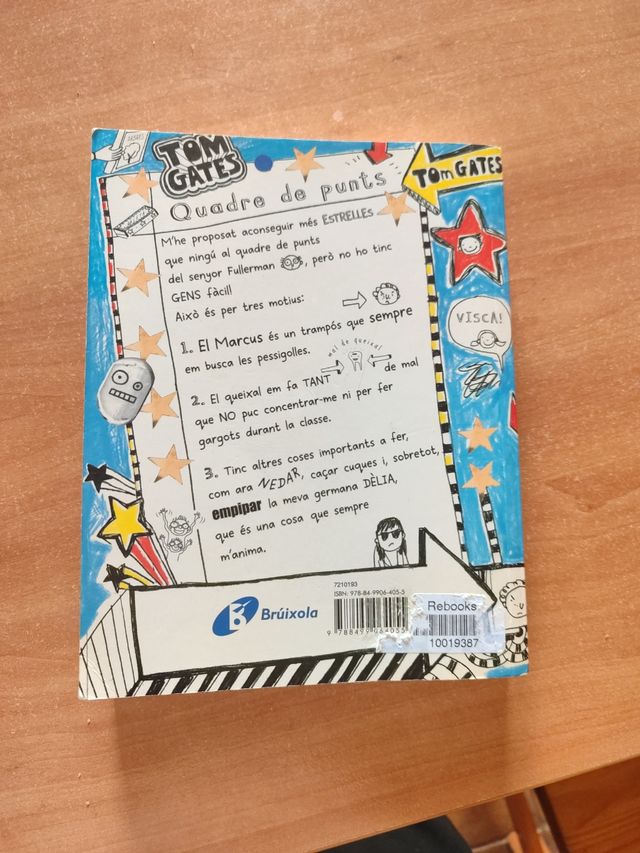 TOM
GATES
TOM GATES
Quadre de punts
M'he proposat aconseguir més ESTRELLES
que ningú al quadre de punts
del senyor Fullerman, però no ho tinc
GENS fàcil!
Això és per tres motius:
VISCA!
1. El Marcus és un trampós que sempre
em busca les pessigolles.
mal de queixal
2. El queixal em fa TANT de mal
que NO puc concentrar-me ni per fer
gargots durant la classe.
3. Tinc altres coses importants a fer,
com ara NEDAR, caçar cuques i, sobretot,
empipar la meva germana DÈLIA,
que és una cosa que sempre
m'anima.
7210193
ISBN: 978-84-9906-405-5
Brúixola
9 788499 064055
Rebooks
10019387